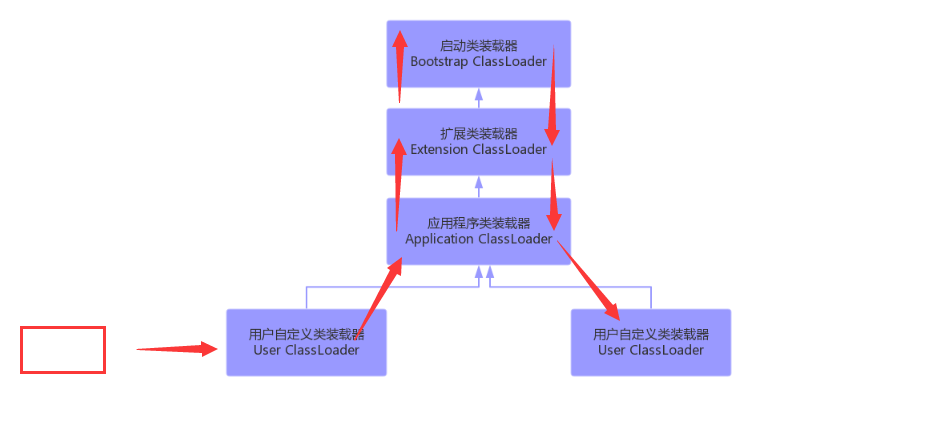 启动类装载器
Bootstrap ClassLoader
扩展类装载器
Extension ClassLoader
应用程序类装载器
Application ClassLoader
用户自定义类装载器
User ClassLoader
用户自定义类装载器
User ClassLoader